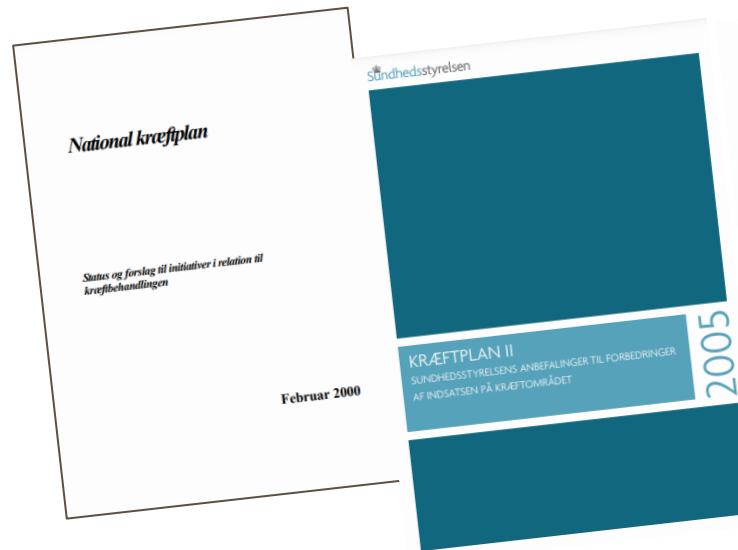 National kræftplan
Status og forslag til initiativer i relation til
kræftbehandlingen
Februar 2000
Sundhedsstyrelsen
KRÆFTPLAN II
SUNDHEDSSTYRELSENS ANBEFALINGER TIL FORBEDRINGER
AF INDSATSEN PÅ KRÆFTOMRÅDET
2005